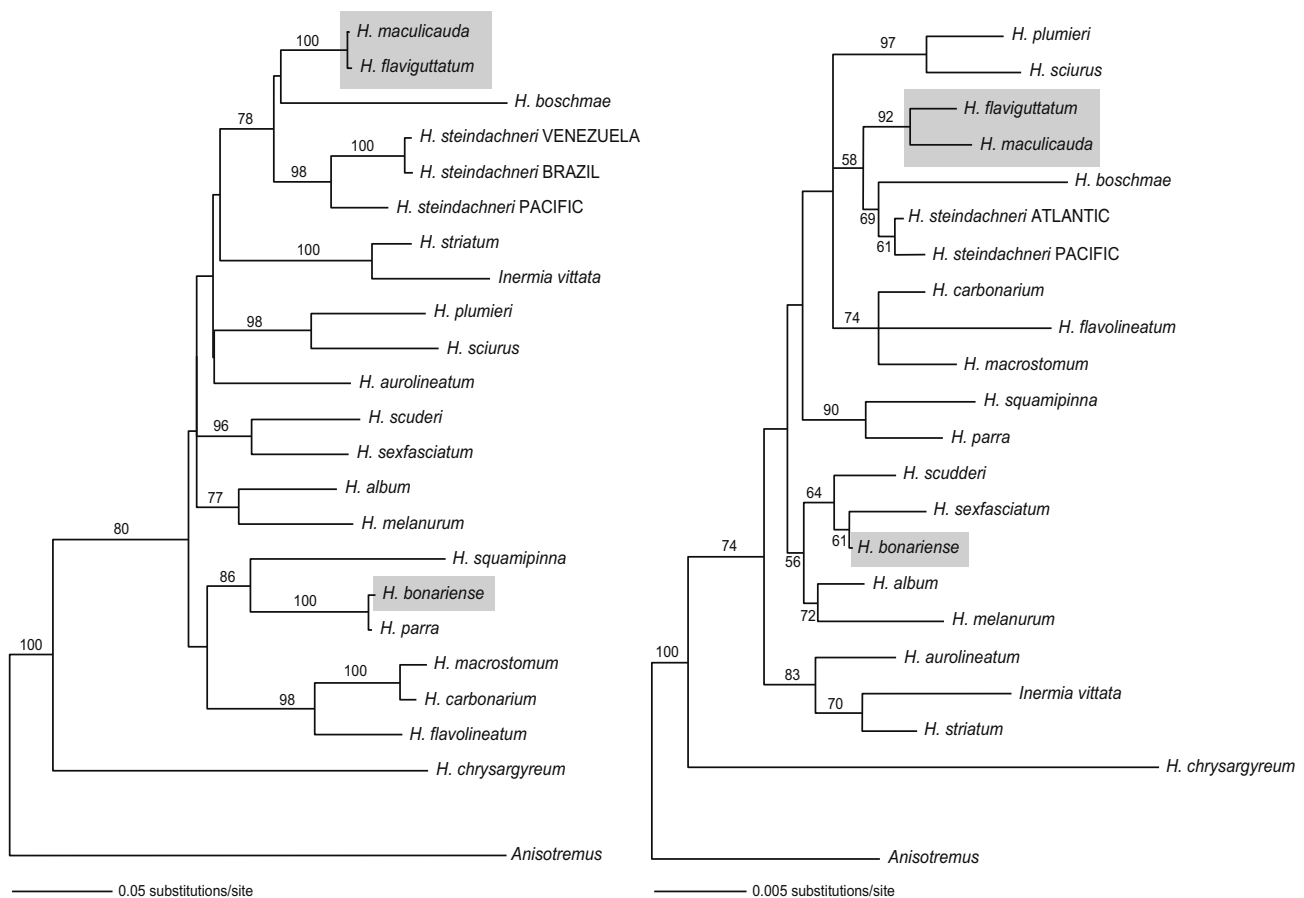 100
H. maculicauda
H. flaviguttatum
H. boschmae
78
H. steindachneri VENEZUELA
100
H. steindachneri BRAZIL
98
H. steindachneri PACIFIC
H. striatum
100
Inermia vittata
H. plumieri
98
H. sciurus
H. aurolineatum
H. scuderi
96
H. sexfasciatum
H. album
77
H. melanurum
80
H. squamipinna
86
H. bonariense
100
H. parra
100
H. macrostomum
100
H. carbonarium
98
H. flavolineatum
H. chrysargyreum
Anisotremus
0.05 substitutions/site
H. plumieri
97
H. sciurus
H. flaviguttatum
92
H. maculicauda
58
H. boschmae
69
H. steindachneri ATLANTIC
61
H. steindachneri PACIFIC
H. carbonarium
74
H. flavolineatum
H. macrostomum
H. squamipinna
90
H. parra
H. scudderi
64
H. sexfasciatum
61
H. bonariense
74
56
H. album
72
H. melanurum
100
H. aurolineatum
83
Inermia vittata
70
H. striatum
H. chrysargyreum
Anisotremus
0.005 substitutions/site